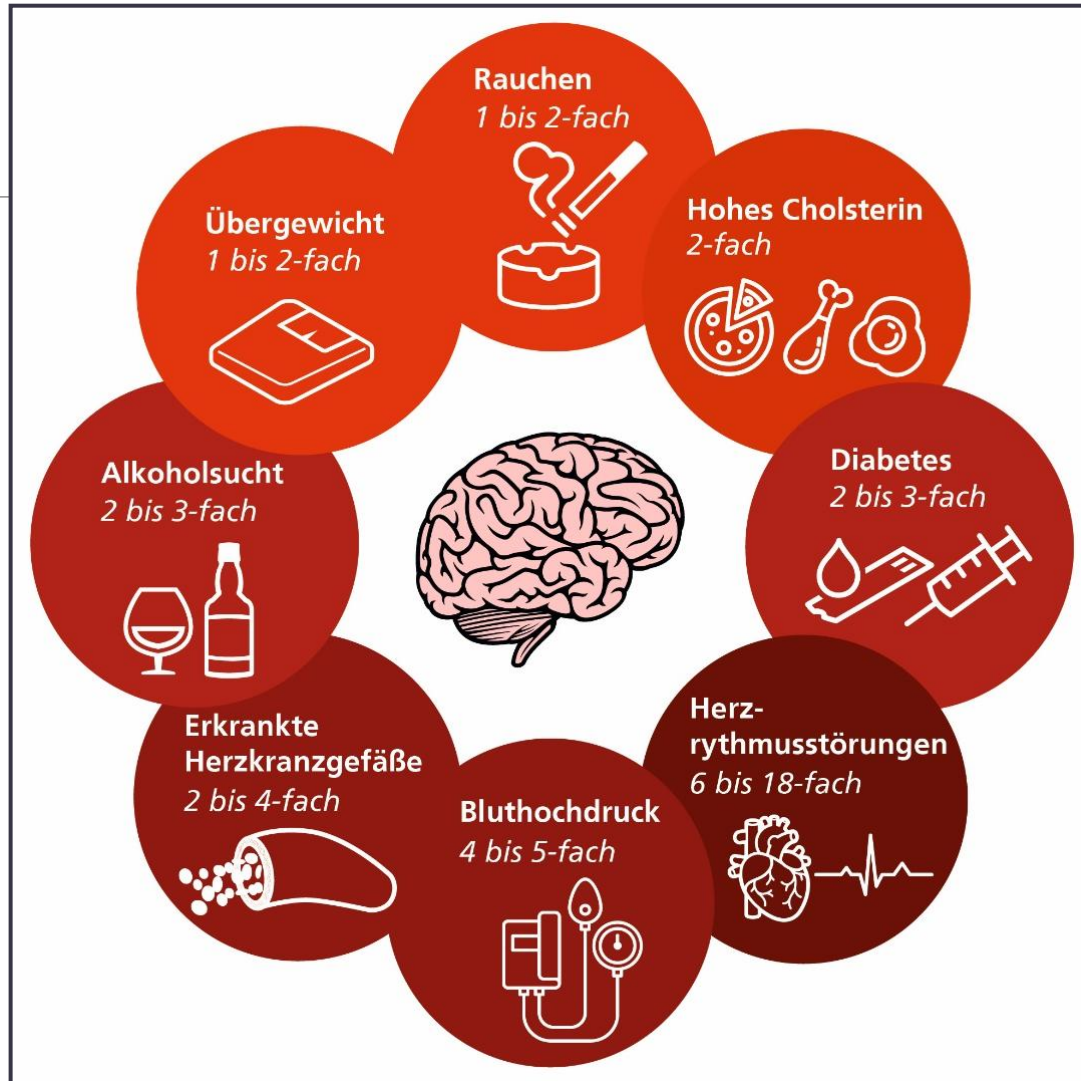 Rauchen
1 bis 2-fach
Hohes Cholsterin
2-fach
Diabetes
2 bis 3-fach
Herz-
rythmusstörungen
6 bis 18-fach
Bluthochdruck
4 bis 5-fach
Erkrankte
Herzkranzgefäße
2 bis 4-fach
Alkoholsucht
2 bis 3-fach
Übergewicht
1 bis 2-fach